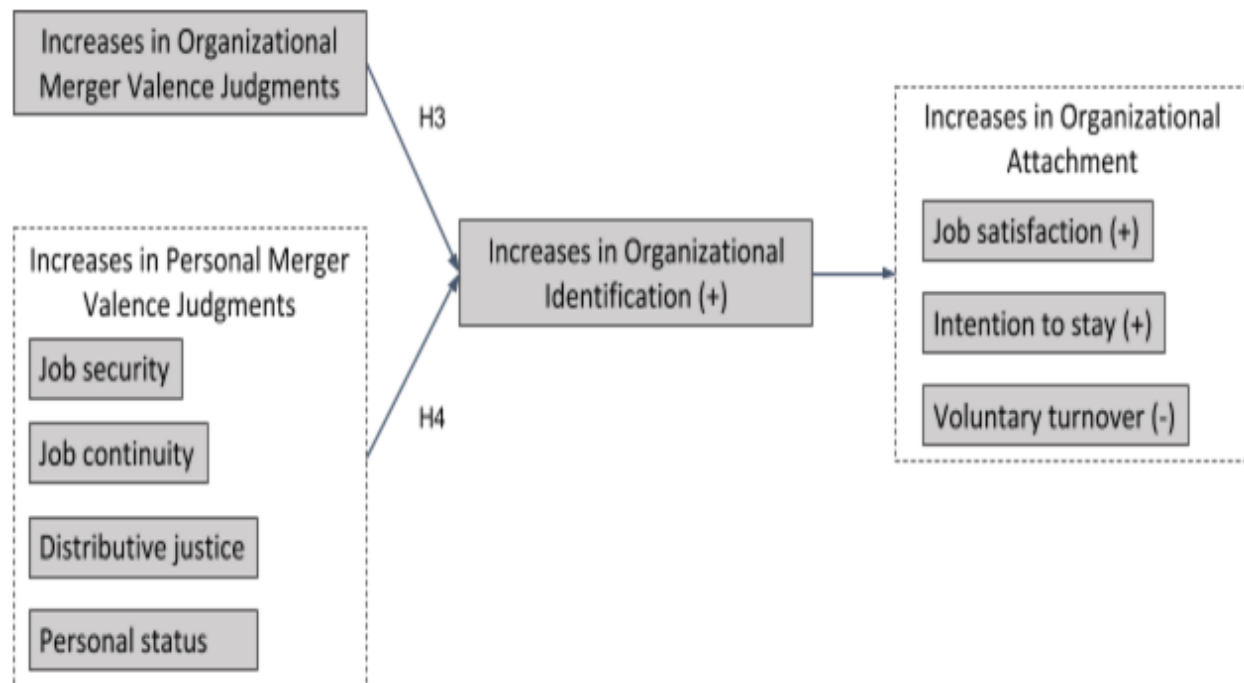 Increases in Organizational
Merger Valence Judgments
H3
Increases in Personal Merger
Valence Judgments
Job security
Job continuity
Distributive justice
Personal status
H4
Increases in Organizational
Identification (+)
Increases in Organizational
Attachment
Job satisfaction (+)
Intention to stay (+)
Voluntary turnover (-)